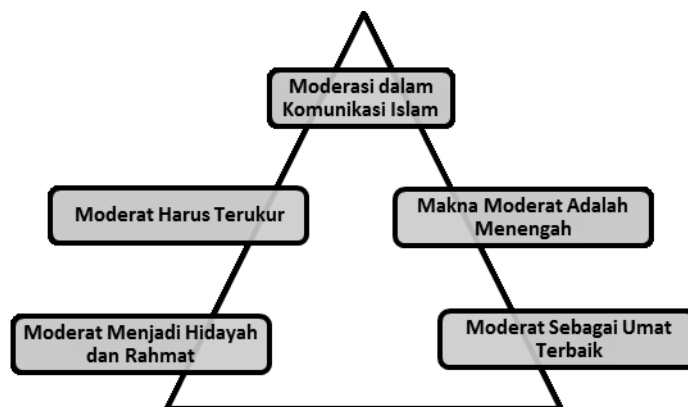 Moderasi dalam
Komunikasi Islam
Moderat Harus Terukur
Makna Moderat Adalah
Menengah
Moderat Menjadi Hidayah
dan Rahmat
Moderat Sebagai Umat
Terbaik